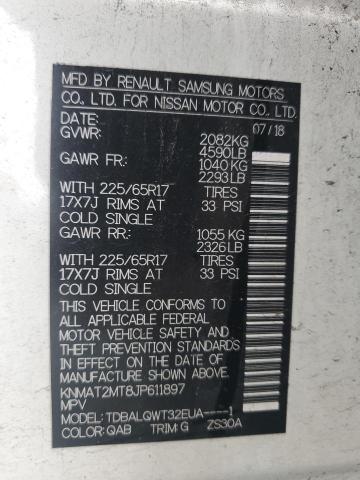 MFD BY RENAULT SAMSUNG MOTORS
CO., LTD. FOR NISSAN MOTOR CO., LTD.
DATE: 07/18
GVWR: 2082KG
4590LB
GAWR FR: 1040 KG
2293LB
WITH 225/65R17 TIRES
17X7J RIMS AT 33 PSI
COLD SINGLE
GAWR RR: 1055 KG
2326LB
WITH 225/65R17 TIRES
17X7J RIMS AT 33 PSI
COLD SINGLE
THIS VEHICLE CONFORMS TO
ALL APPLICABLE FEDERAL
MOTOR VEHICLE SAFETY AND
THEFT PREVENTION STANDARDS
IN EFFECT ON THE DATE OF
MANUFACTURE SHOWN ABOVE.
KNMAT2MT8JP611897
MPV
MODEL: TDBALQWT32EUA----1
COLOR: QAB TRIM: G ZS30A